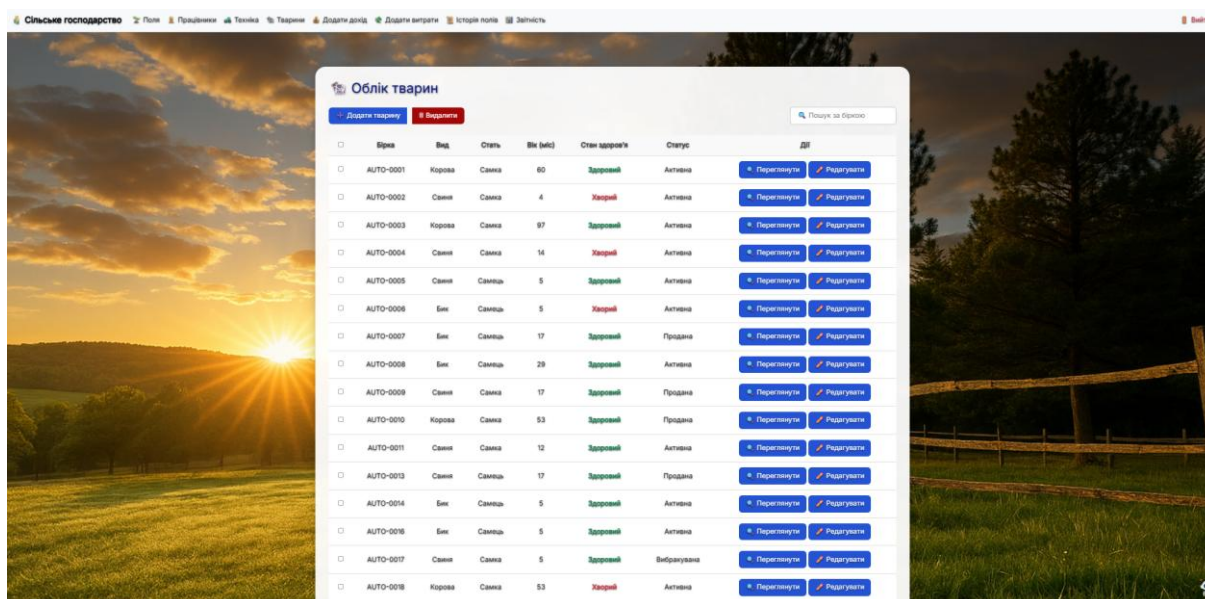 Сільське господарство Поля Працівники Техніка Тварини Додати дохід Додати витрати Історія полів Звітність Вийт
Облік тварин
+ Додати тварину Видалити Пошук за біркою
Бірка Вид Стать Вік (міс) Стан здоров'я Статус Дії
AUTO-0001 Корова Самка 60 Здоровий Активна Переглянути Редагувати
AUTO-0002 Свиня Самка 4 Хворий Активна Переглянути Редагувати
AUTO-0003 Корова Самка 97 Здоровий Активна Переглянути Редагувати
AUTO-0004 Свиня Самка 14 Хворий Активна Переглянути Редагувати
AUTO-0005 Свиня Самець 5 Здоровий Активна Переглянути Редагувати
AUTO-0006 Бик Самець 5 Хворий Активна Переглянути Редагувати
AUTO-0007 Бик Самець 17 Здоровий Продана Переглянути Редагувати
AUTO-0008 Бик Самець 29 Здоровий Активна Переглянути Редагувати
AUTO-0009 Свиня Самка 17 Здоровий Продана Переглянути Редагувати
AUTO-0010 Корова Самка 53 Здоровий Продана Переглянути Редагувати
AUTO-0011 Свиня Самка 12 Здоровий Активна Переглянути Редагувати
AUTO-0013 Свиня Самець 17 Здоровий Продана Переглянути Редагувати
AUTO-0014 Бик Самець 5 Здоровий Активна Переглянути Редагувати
AUTO-0016 Бик Самець 5 Здоровий Активна Переглянути Редагувати
AUTO-0017 Свиня Самка 5 Здоровий Вибракувана Переглянути Редагувати
AUTO-0018 Корова Самка 53 Хворий Активна Переглянути Редагувати